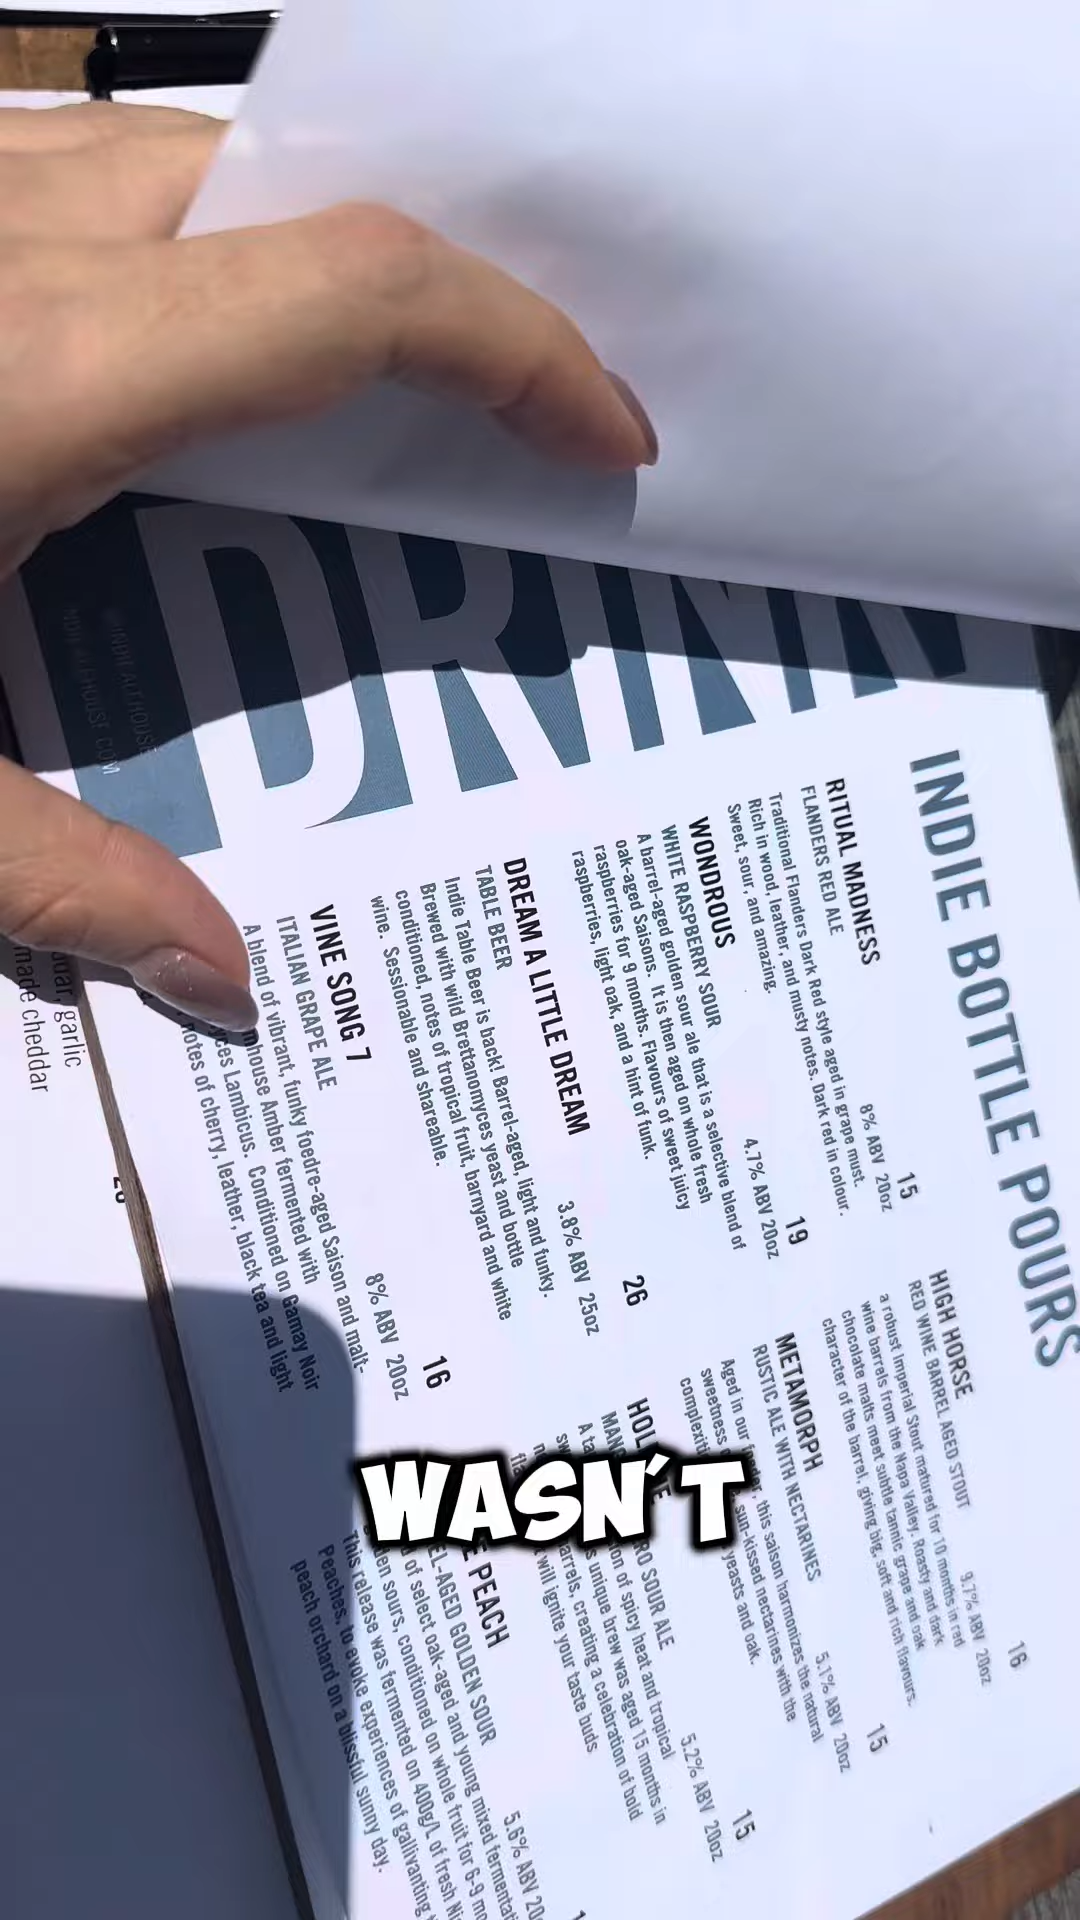 DRINK
@INDIEALEHOUSE
INDIEALEHOUSE.COM
INDIE BOTTLE POURS
RITUAL MADNESS 15
FLANDERS RED ALE 8% ABV 20oz
Traditional Flanders Dark Red style aged in grape must.
Rich in wood, leather, and musty notes. Dark red in colour.
Sweet, sour, and amazing.
WONDROUS 19
WHITE RASPBERRY SOUR 4.7% ABV 20oz
A barrel-aged golden sour ale that is a selective blend of
oak-aged Saisons. It is then aged on whole fresh
raspberries for 9 months. Flavours of sweet juicy
raspberries, light oak, and a hint of funk.
DREAM A LITTLE DREAM 26
TABLE BEER 3.8% ABV 25oz
Indie Table Beer is back! Barrel-aged, light and funky.
Brewed with wild Brettanomyces yeast and bottle
conditioned, notes of tropical fruit, barnyard and white
wine. Sessionable and shareable.
VINE SONG 7 16
ITALIAN GRAPE ALE 8% ABV 20oz
A blend of vibrant, funky foedre-aged Saison and malt-
house Amber fermented with
Lambicus. Conditioned on Gamay Noir
notes of cherry, leather, black tea and light
HIGH HORSE 16
RED WINE BARREL AGED STOUT 9.7% ABV 20oz
a robust Imperial Stout matured for 10 months in red
wine barrels from the Napa Valley. Roasty and dark
chocolate malts meet subtle tannic grape and oak
character of the barrel, giving big, soft and rich flavours.
METAMORPH 15
RUSTIC ALE WITH NECTARINES 5.1% ABV 20oz
Aged in our foeder, this saison harmonizes the natural
sweetness sun-kissed nectarines with the
yeasts and oak.
15
SOUR ALE 5.2% ABV 20oz
of spicy heat and tropical
unique brew was aged 15 months in
barrels, creating a celebration of bold
will ignite your taste buds
PEACH
GOLDEN SOUR 5.6% ABV
of select oak-aged and young mixed
sours, conditioned on whole fruit for 6-9
This release was fermented on 400g/L of fresh
Peaches, to evoke experiences of gallivanting
peach orchard on a blissful sunny day.
garlic
made cheddar
WASN'T